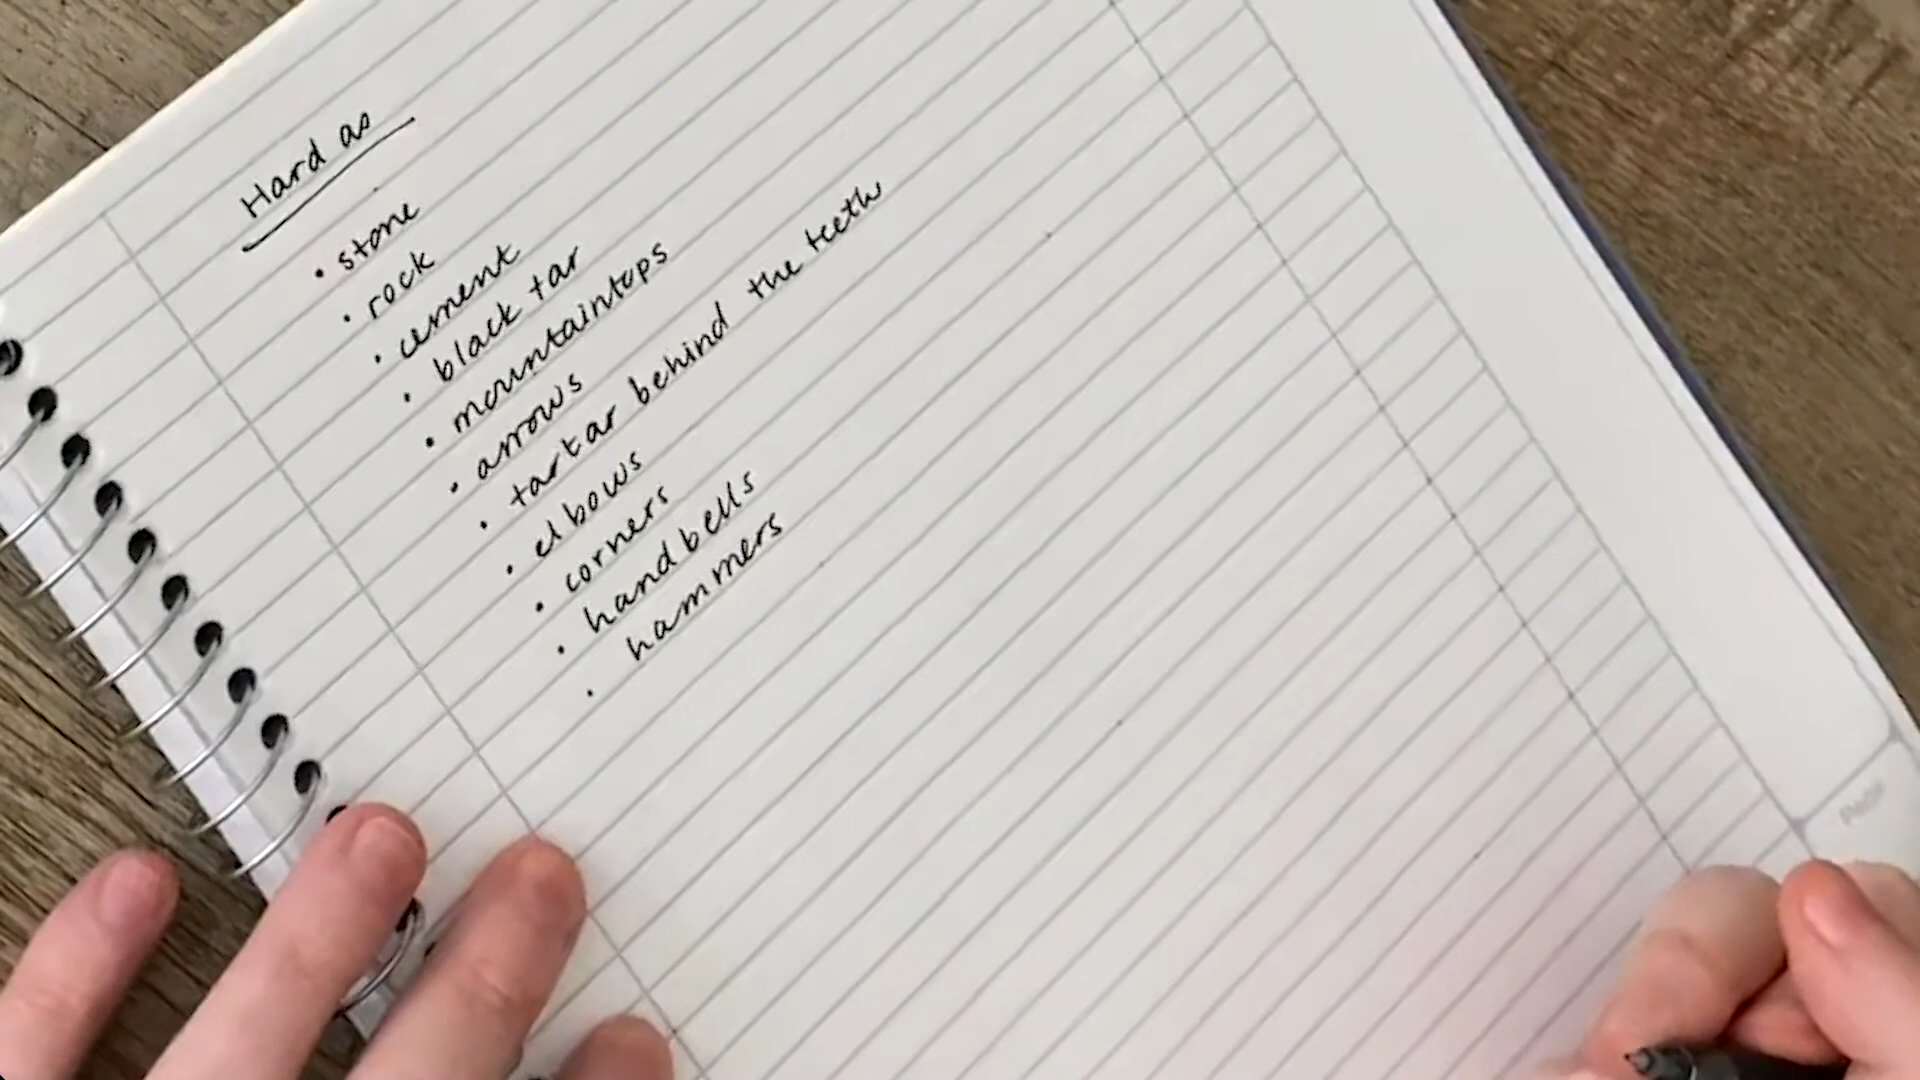 Hard as
• stone
• rock
• cement
• black tar
• mountaintops
• arrows
• tartar behind the teeth
• elbows
• corners
• handbells
• hammers